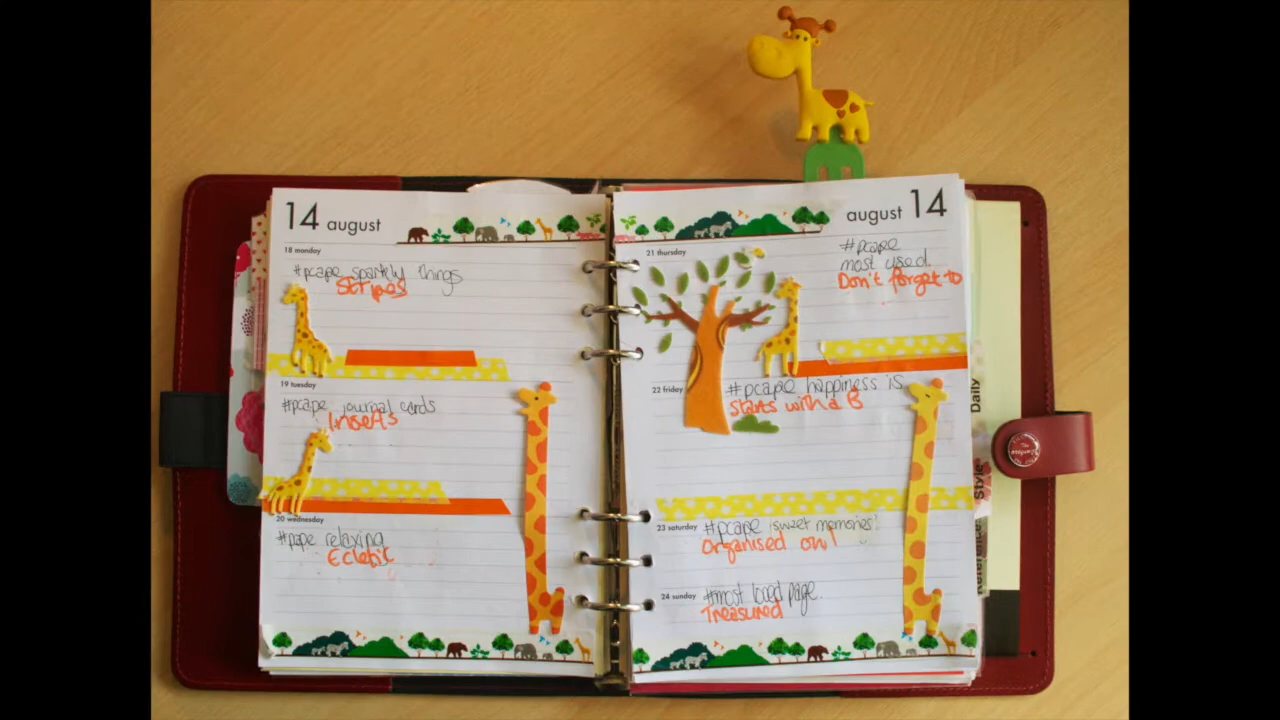 14 august
18 monday
#pcape sparkly things
Stripes
19 tuesday
#pcape journal cards
Inserts
20 wednesday
#pape relaxing
Ecletic
august 14
21 thursday
#pcape
most used.
Don't forget to
22 friday
#pcape happiness is
Starts with a B
23 saturday
#pcape sweet memories!
Organised owl
24 sunday
#most loved page.
Treasured
Daily
Style"